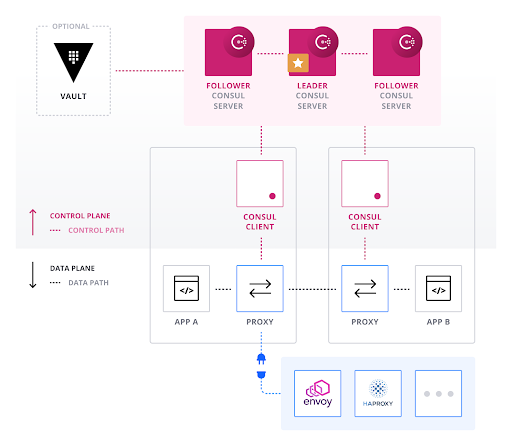 OPTIONAL
VAULT
FOLLOWER
CONSUL
SERVER
LEADER
CONSUL
SERVER
FOLLOWER
CONSUL
SERVER
CONSUL
CLIENT
CONSUL
CLIENT
CONTROL PLANE
CONTROL PATH
DATA PLANE
DATA PATH
</>
APP A
PROXY
PROXY
</>
APP B
envoy
HAPROXY